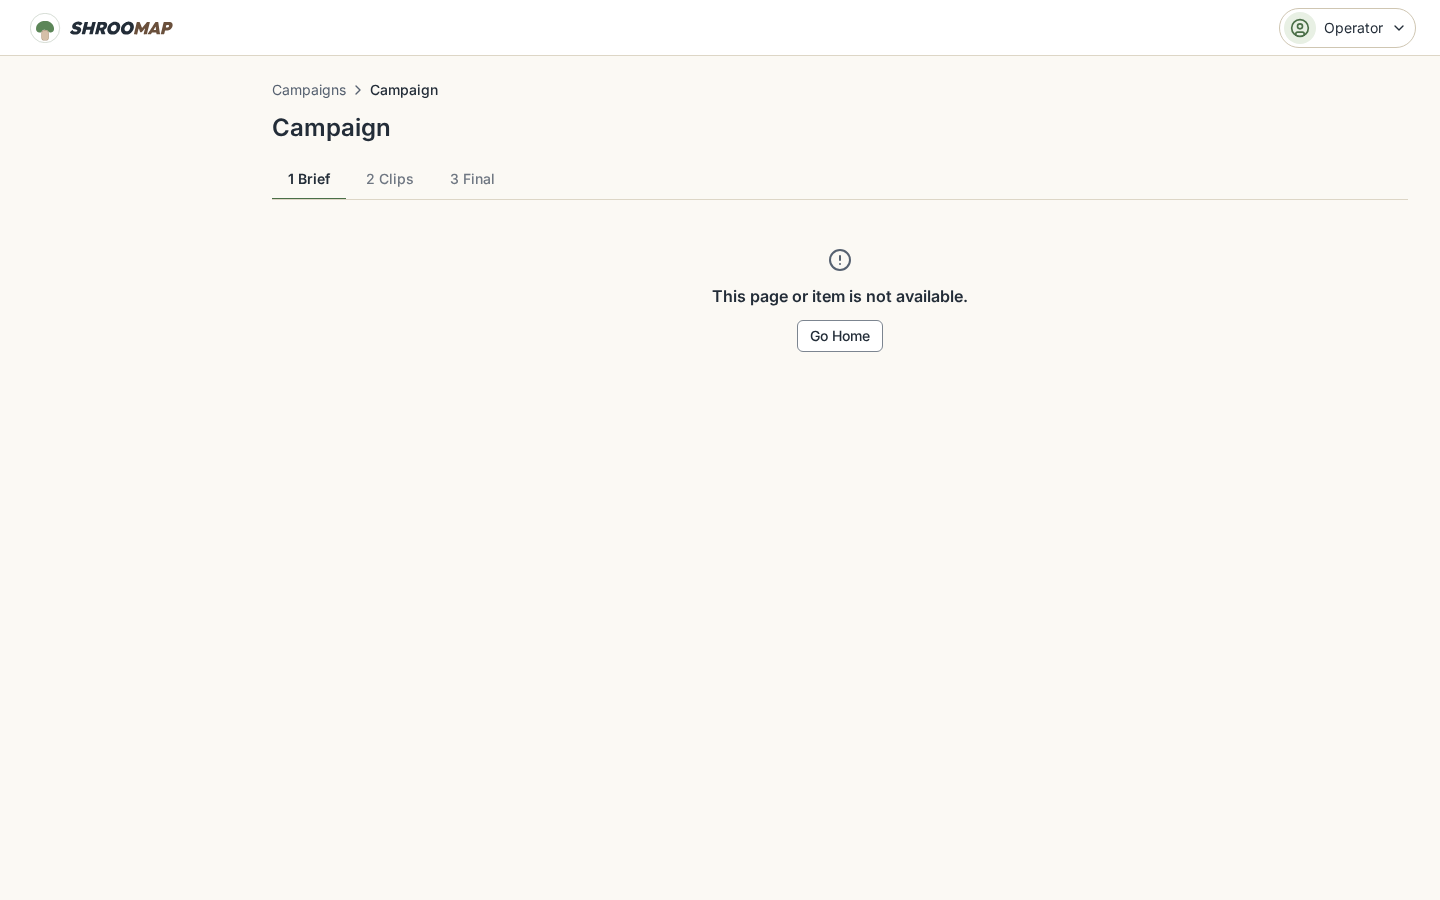 SHROOMAP
Operator
Campaigns > Campaign
Campaign
1 Brief 2 Clips 3 Final
This page or item is not available.
Go Home